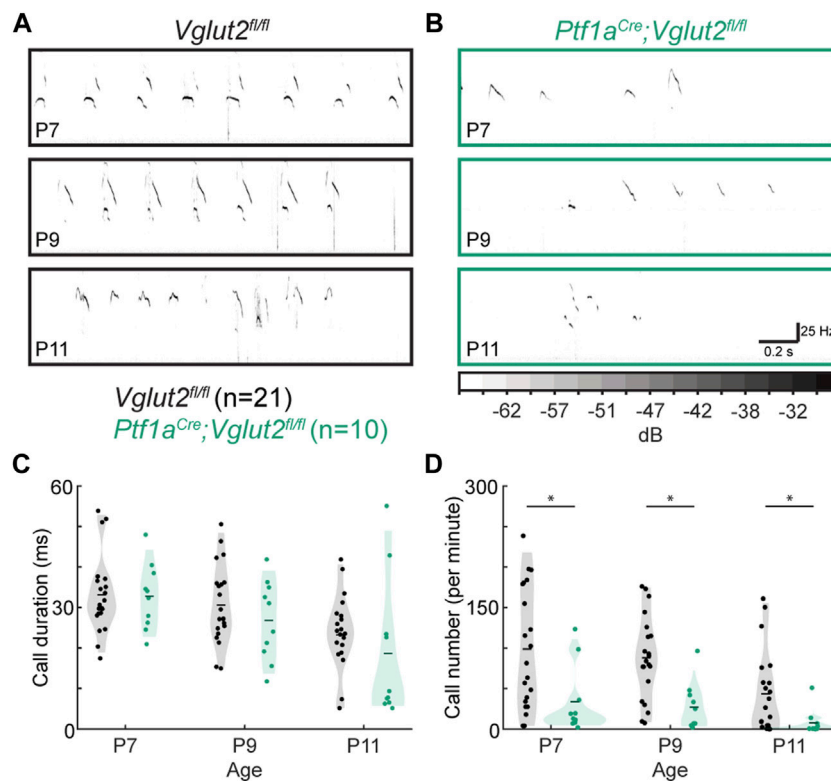 A
Vglut2fl/fl
B
Ptf1aCre;Vglut2fl/fl
P7
P7
P9
P9
P11
P11
25 Hz
0.2 s
Vglut2fl/fl (n=21)
Ptf1aCre;Vglut2fl/fl (n=10)
-62 -57 -51 -47 -42 -38 -32
dB
C
D
Call duration (ms)
60
30
0
P7 P9 P11
Age
Call number (per minute)
300
150
0
* * *
P7 P9 P11
Age